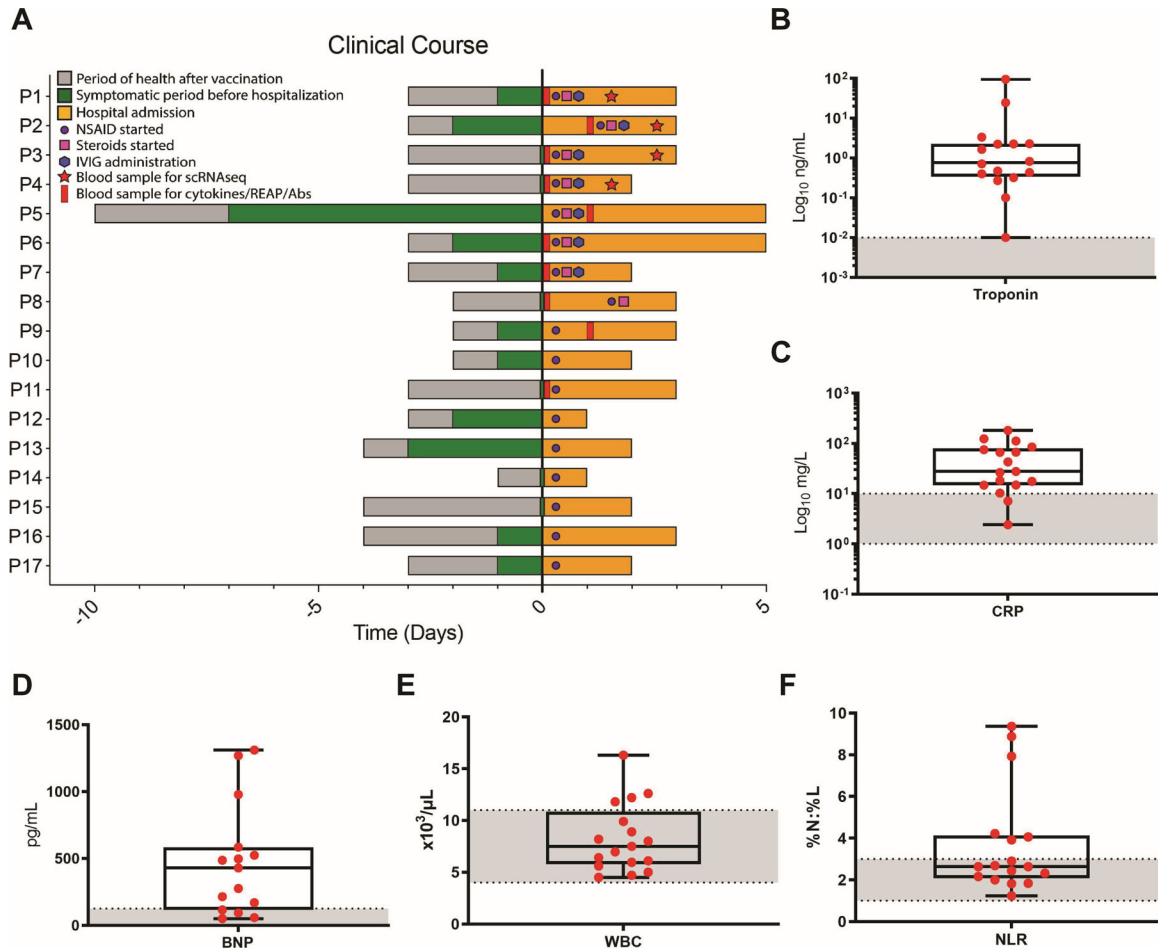 A
Clinical Course
Period of health after vaccination
Symptomatic period before hospitalization
Hospital admission
NSAID started
Steroids started
IVIG administration
Blood sample for scRNAseq
Blood sample for cytokines/REAP/Abs
P1
P2
P3
P4
P5
P6
P7
P8
P9
P10
P11
P12
P13
P14
P15
P16
P17
-10
-5
0
5
Time (Days)
B
Log10 ng/mL
10²
10¹
10⁰
10⁻¹
10⁻²
10⁻³
Troponin
C
Log10 mg/L
10³
10²
10¹
10⁰
10⁻¹
CRP
D
pg/mL
1500
1000
500
0
BNP
E
x10³/µL
20
15
10
5
0
WBC
F
%N:%L
10
8
6
4
2
0
NLR